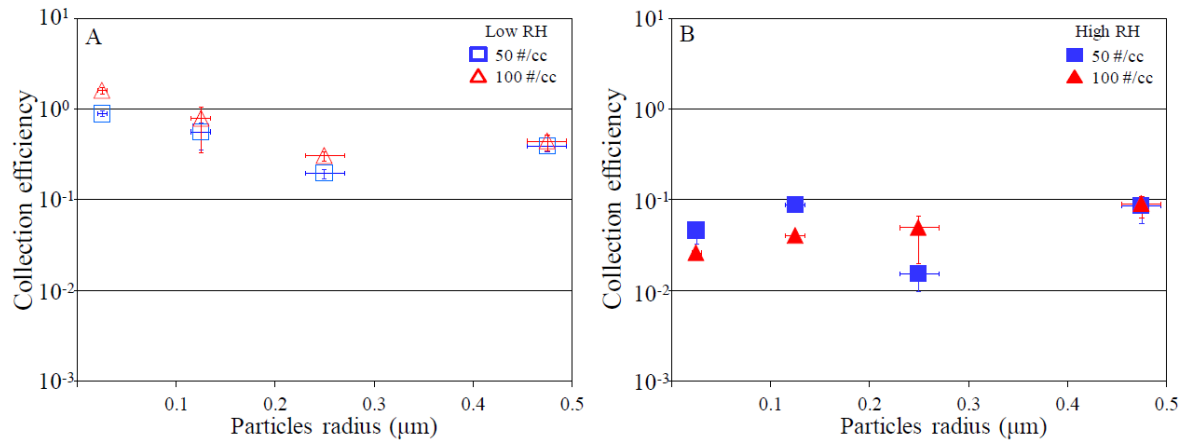 A
Low RH
50 #/cc
100 #/cc
10¹
10⁰
10⁻¹
10⁻²
10⁻³
Collection efficiency
0.1
0.2
0.3
0.4
0.5
Particles radius (μm)
B
High RH
50 #/cc
100 #/cc
10¹
10⁰
10⁻¹
10⁻²
10⁻³
Collection efficiency
0.1
0.2
0.3
0.4
0.5
Particles radius (μm)